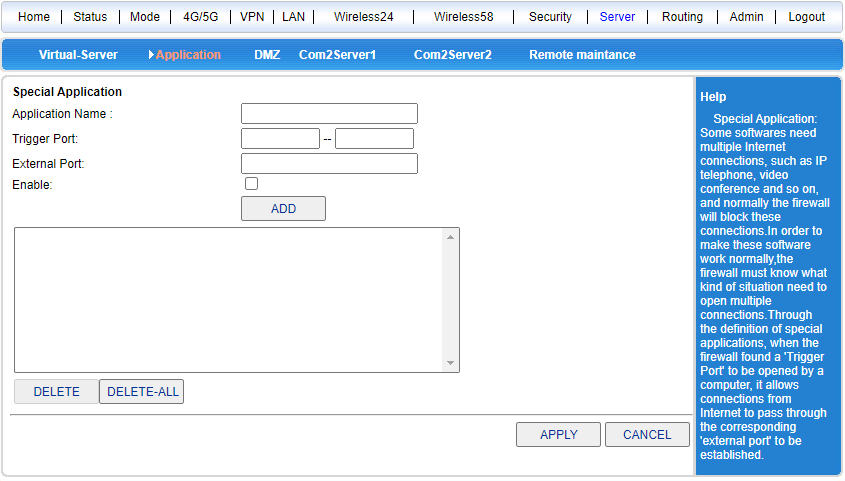 Home Status Mode 4G/5G VPN LAN Wireless24 Wireless58 Security Server Routing Admin Logout
Virtual-Server Application DMZ Com2Server1 Com2Server2 Remote maintance
Special Application
Application Name :
Trigger Port: --
External Port:
Enable:
ADD
DELETE DELETE-ALL
APPLY CANCEL
Help
Special Application:
Some softwares need
multiple Internet
connections, such as IP
telephone, video
conference and so on,
and normally the firewall
will block these
connections.In order to
make these software
work normally,the
firewall must know what
kind of situation need to
open multiple
connections.Through
the definition of special
applications, when the
firewall found a 'Trigger
Port' to be opened by a
computer, it allows
connections from
Internet to pass through
the corresponding
'external port' to be
established.